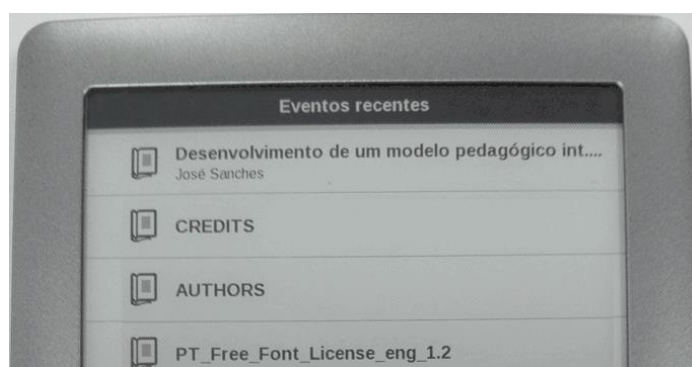 Eventos recentes
Desenvolvimento de um modelo pedagógico int....
José Sanches
CREDITS
AUTHORS
PT_Free_Font_License_eng_1.2